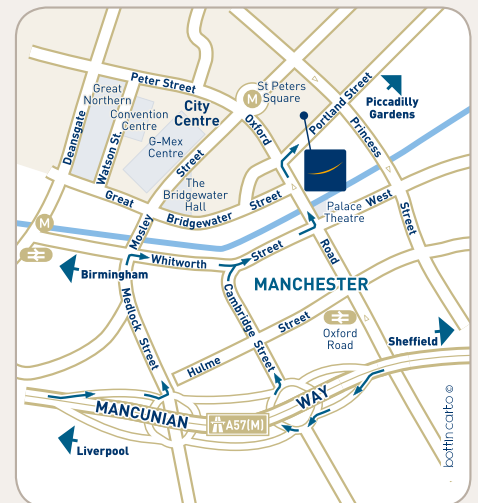 Peter Street
St Peters
Square
M
City
Centre
Great
Northern
Convention
Centre
G-Mex
Centre
Deansgate
Watson St.
Oxford
Portland Street
Piccadilly
Gardens
Princess
Street
The
Bridgewater
Hall
Great
Bridgewater
Street
Palace
Theatre
West
Mosley
Street
M
Whitworth
Street
Road
Birmingham
MANCHESTER
Medlock Street
Cambridge Street
Hulme
Street
Oxford
Road
Sheffield
MANCUNIAN
WAY
A57(M)
Liverpool
bottin carto ©